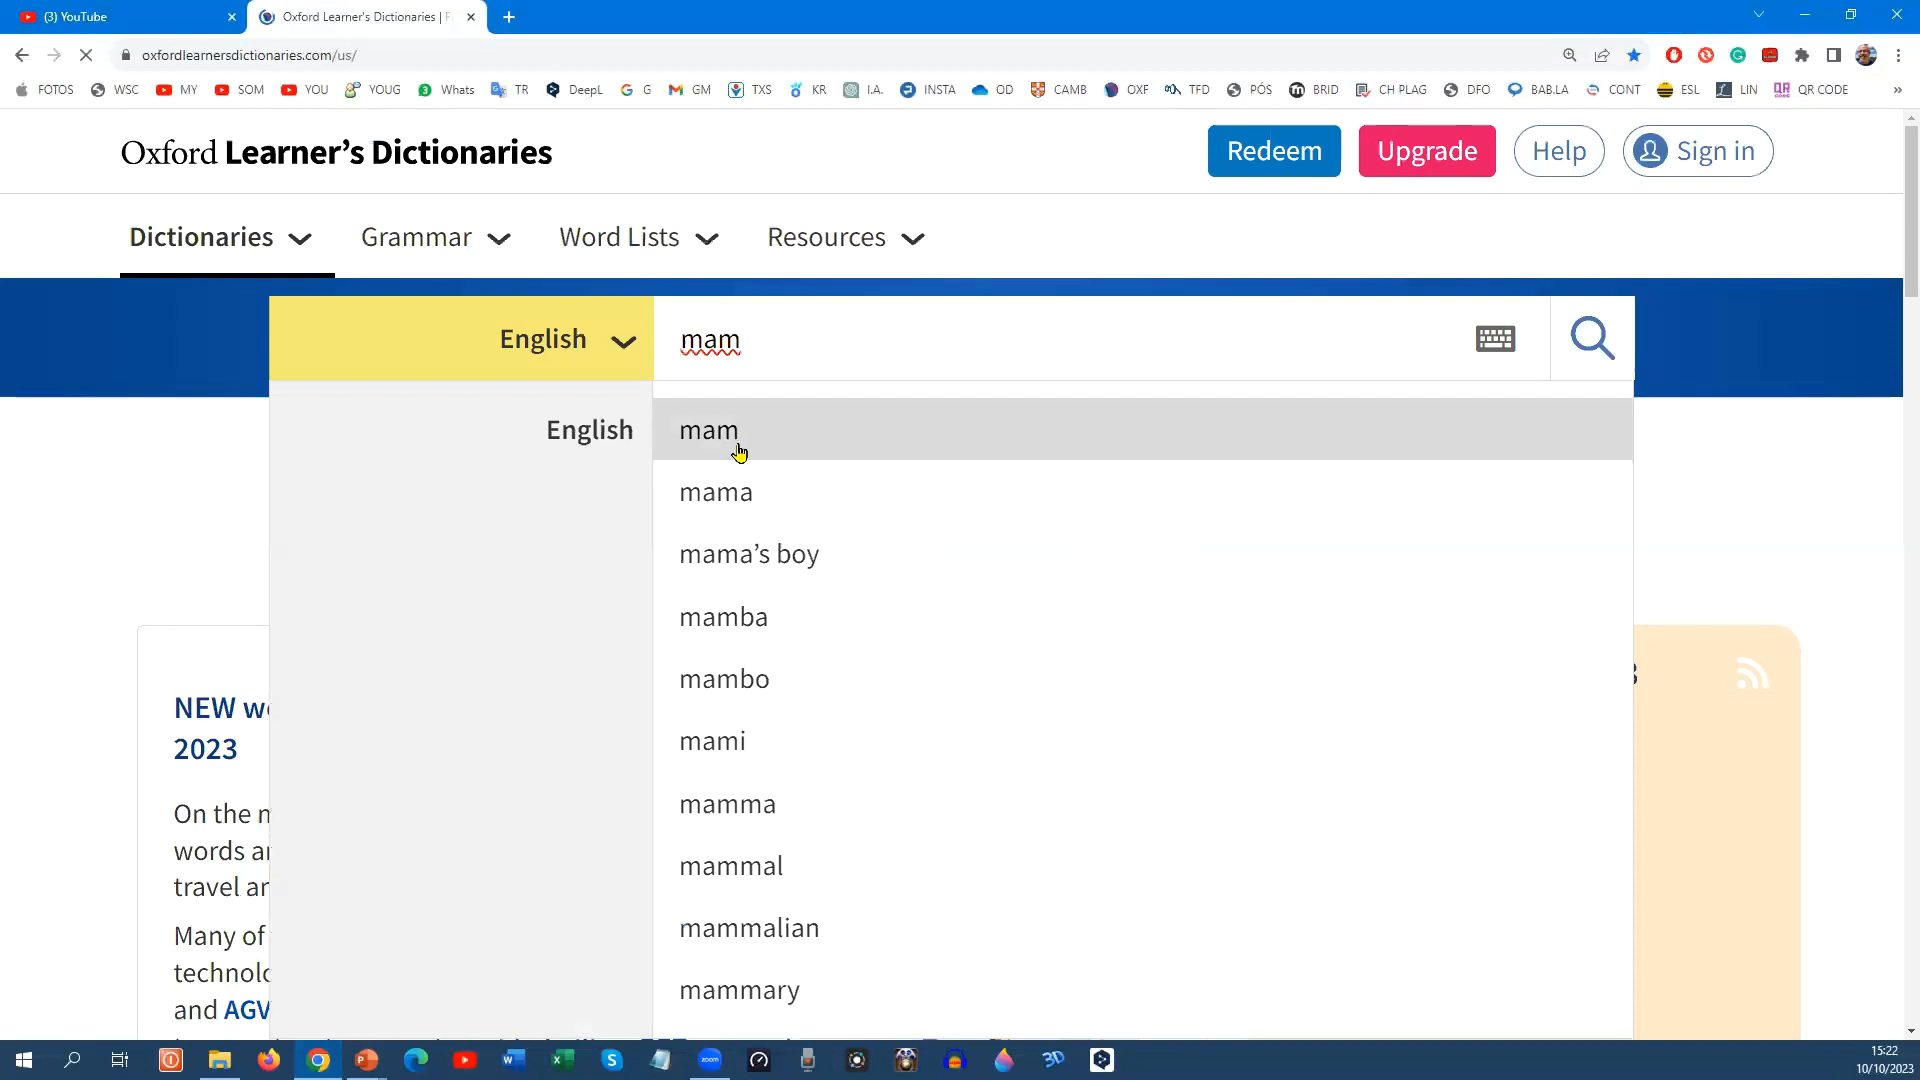 (3) YouTube
Oxford Learner's Dictionaries |
oxfordlearnersdictionaries.com/us/
FOTOS WSC MY SOM YOU YOUG Whats TR DeepL G GM TXS KR I.A. INSTA OD CAMB OXF TFD PÓS BRID CH PLAG DFO BAB.LA CONT ESL LIN QR CODE »
Oxford Learner's Dictionaries
Redeem
Upgrade
Help
Sign in
Dictionaries
Grammar
Word Lists
Resources
English
mam
English
mam
mama
mama's boy
mamba
mambo
mami
mamma
mammal
mammalian
mammary
NEW
2023
On the
words
travel
Many of
and AGV
zoom
3D
15:22
10/10/2023